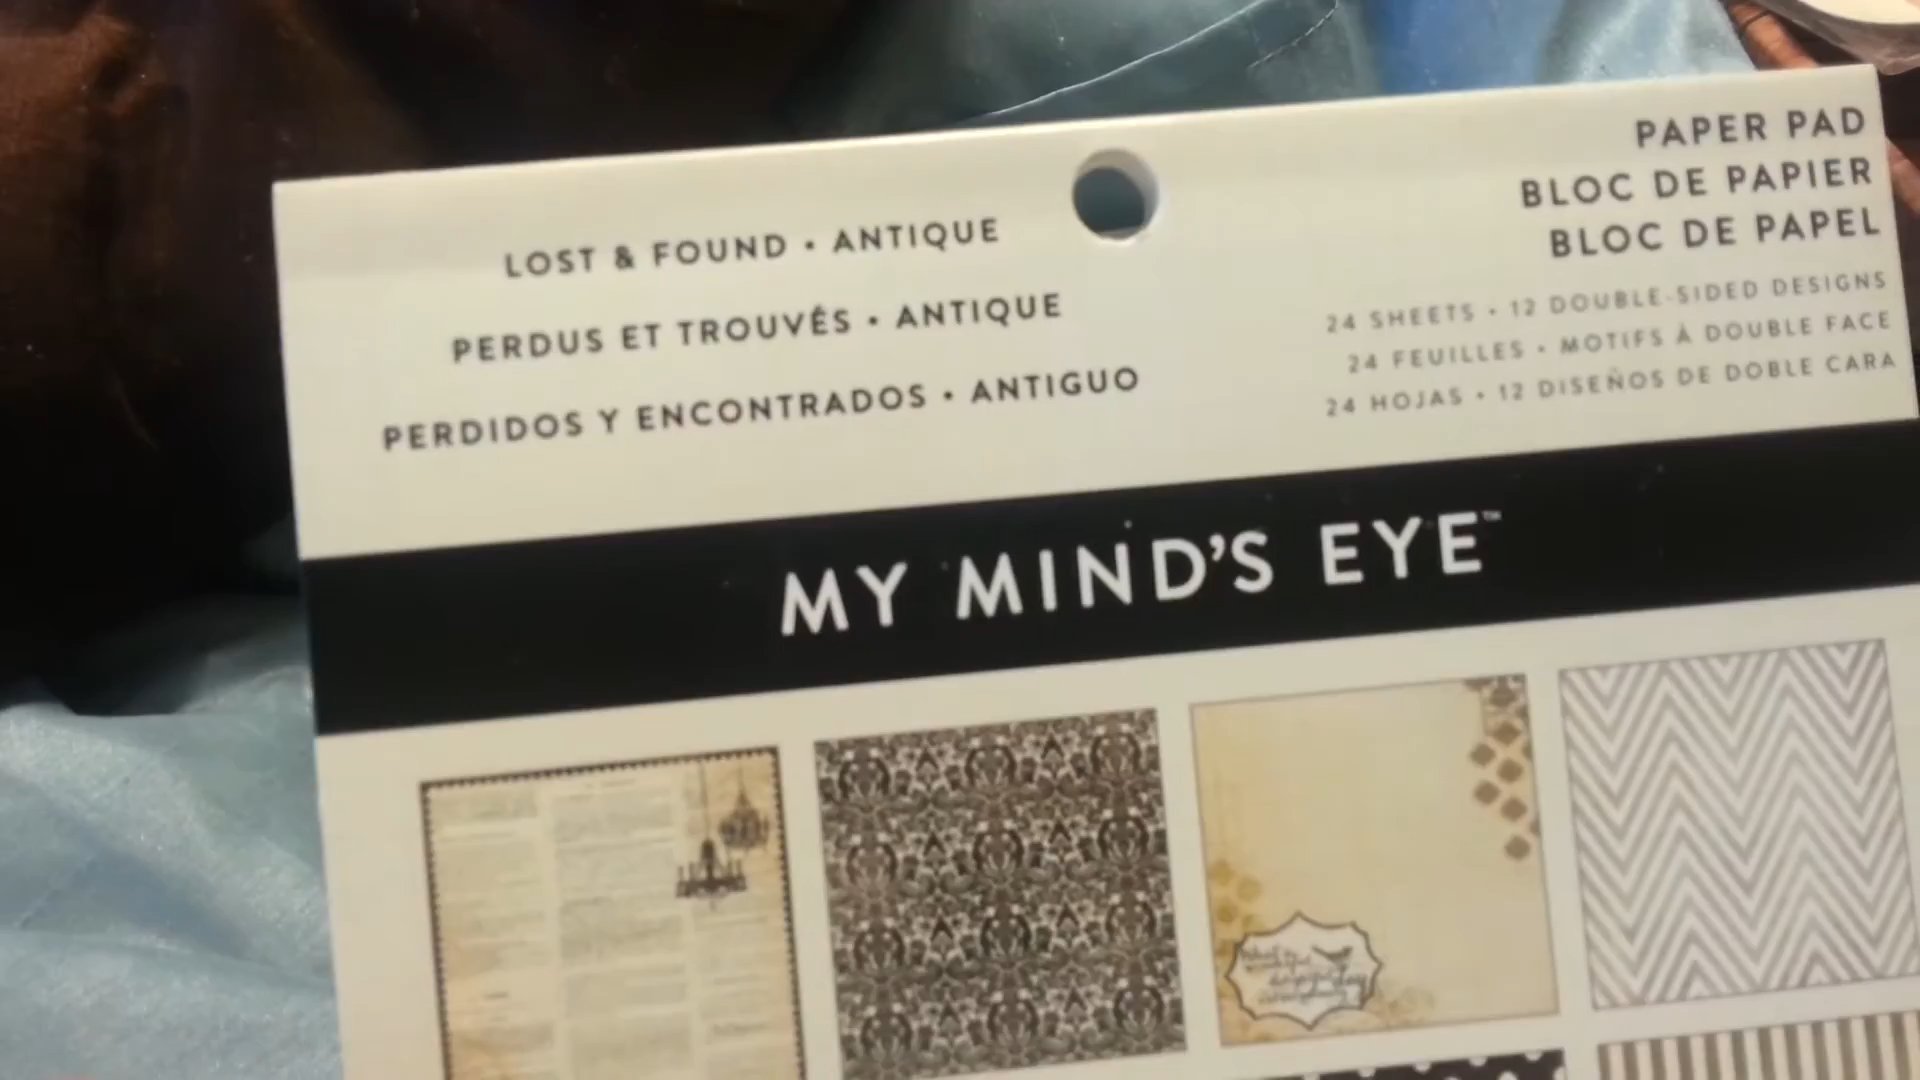 LOST & FOUND • ANTIQUE
PERDUS ET TROUVÉS • ANTIQUE
PERDIDOS Y ENCONTRADOS • ANTIGUO
PAPER PAD
BLOC DE PAPIER
BLOC DE PAPEL
24 SHEETS • 12 DOUBLE-SIDED DESIGNS
24 FEUILLES • MOTIFS À DOUBLE FACE
24 HOJAS • 12 DISEÑOS DE DOBLE CARA
MY MIND'S EYE™